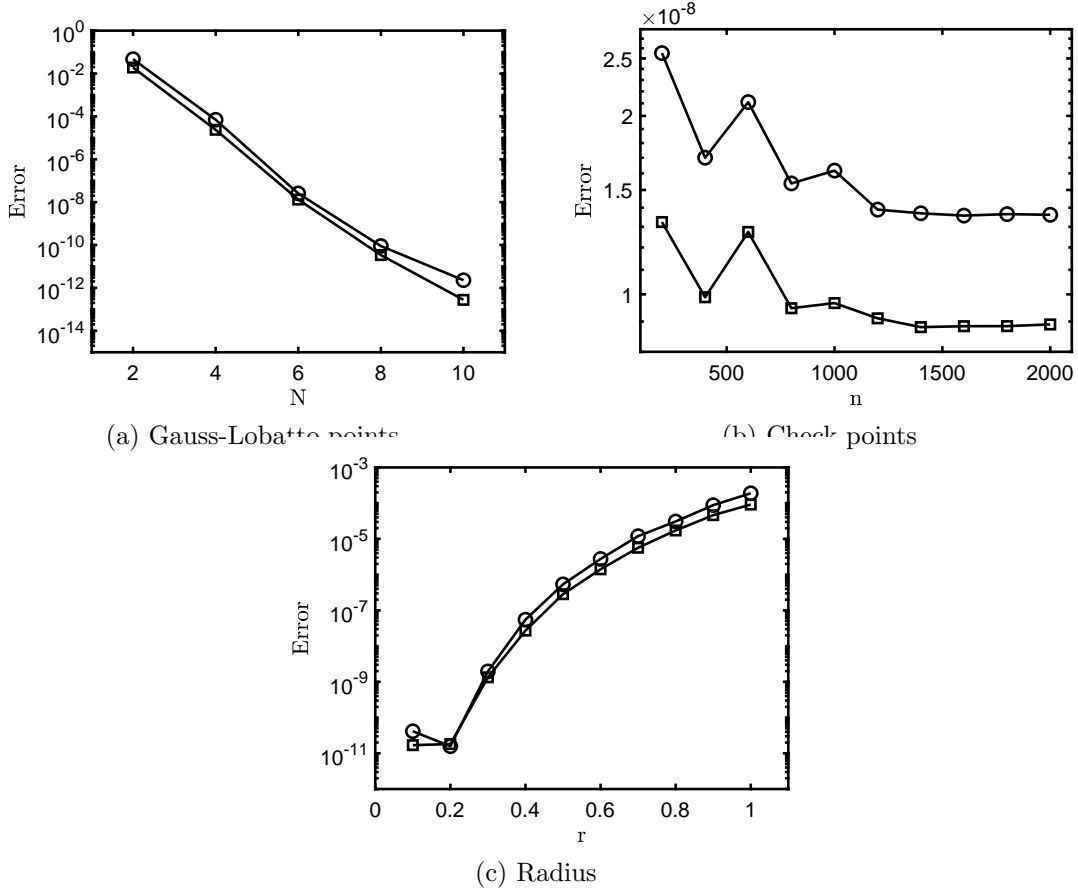 10^0
10^-2
10^-4
10^-6
10^-8
10^-10
10^-12
10^-14
Error
2 4 6 8 10
N
(a) Gauss-Lobatto points
×10^-8
2.5
2
1.5
1
Error
500 1000 1500 2000
n
(b) Check points
10^-3
10^-5
10^-7
10^-9
10^-11
Error
0 0.2 0.4 0.6 0.8 1
r
(c) Radius